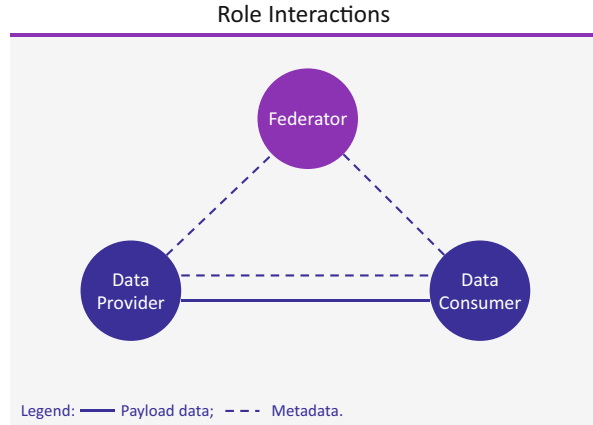 Role Interactions
Federator
Data
Provider
Data
Consumer
Legend: Payload data; Metadata.